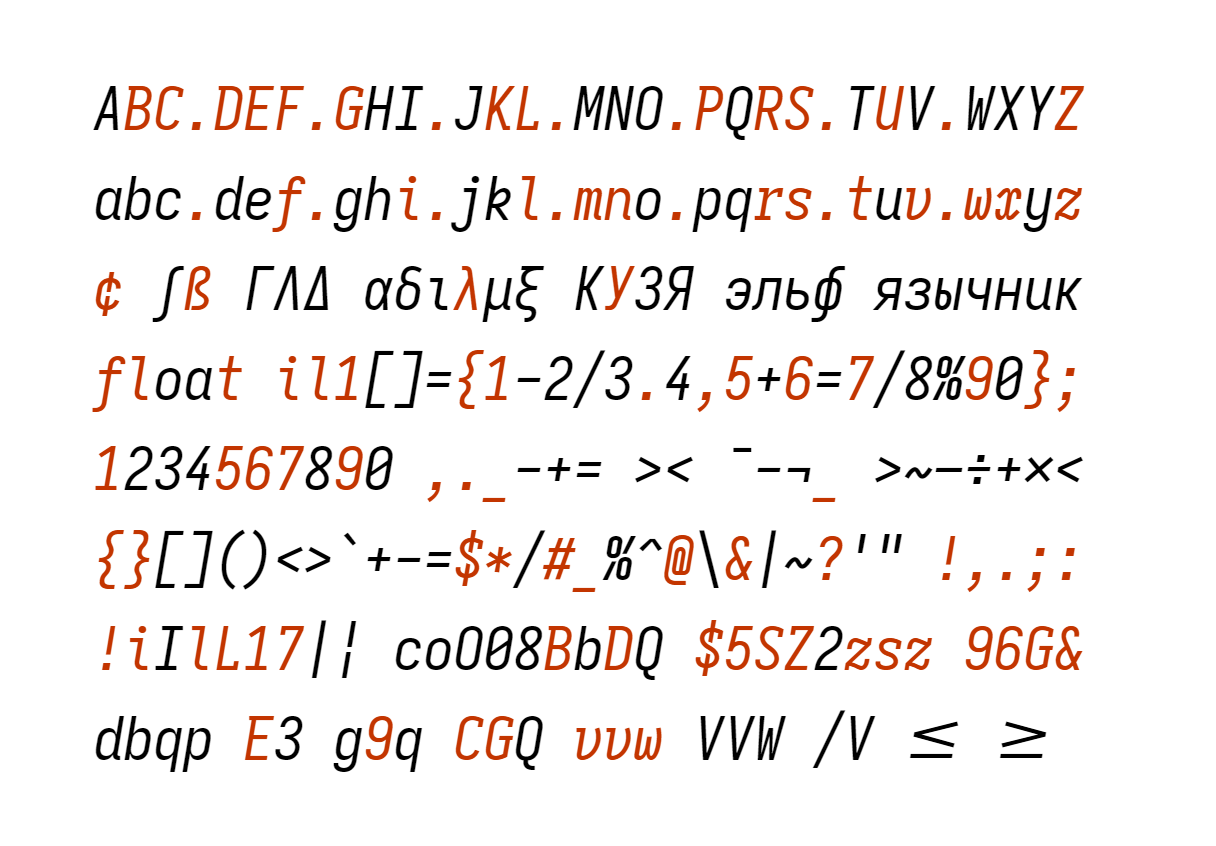 ABC.DEF.GHI.JKL.MNO.PQRS.TUV.WXYZ
abc.def.ghi.jkl.mno.pqrs.tuv.wxyz
¢ ʃß ΓΛΔ αδιλμξ КУЗЯ эльф язычник
float il1[]={1-2/3.4,5+6=7/8%90};
1234567890 ,._-+= >< ¯-¬_ >~–÷+×<
{}[]()<>`+-=$*/#_%^@\&|~?'" !,.;:
!iIlL17|¦ coO08BbDQ $5SZ2zsz 96G&
dbqp E3 g9q CGQ υυω VVW /V ≤ ≥